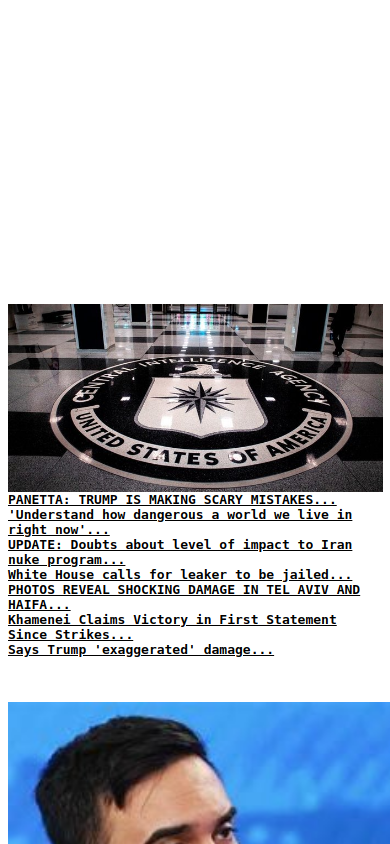 CENTRAL INTELLIGENCE AGENCY
UNITED STATES OF AMERICA
PANETTA: TRUMP IS MAKING SCARY MISTAKES...
'Understand how dangerous a world we live in
right now'...
UPDATE: Doubts about level of impact to Iran
nuke program...
White House calls for leaker to be jailed...
PHOTOS REVEAL SHOCKING DAMAGE IN TEL AVIV AND
HAIFA...
Khamenei Claims Victory in First Statement
Since Strikes...
Says Trump 'exaggerated' damage...